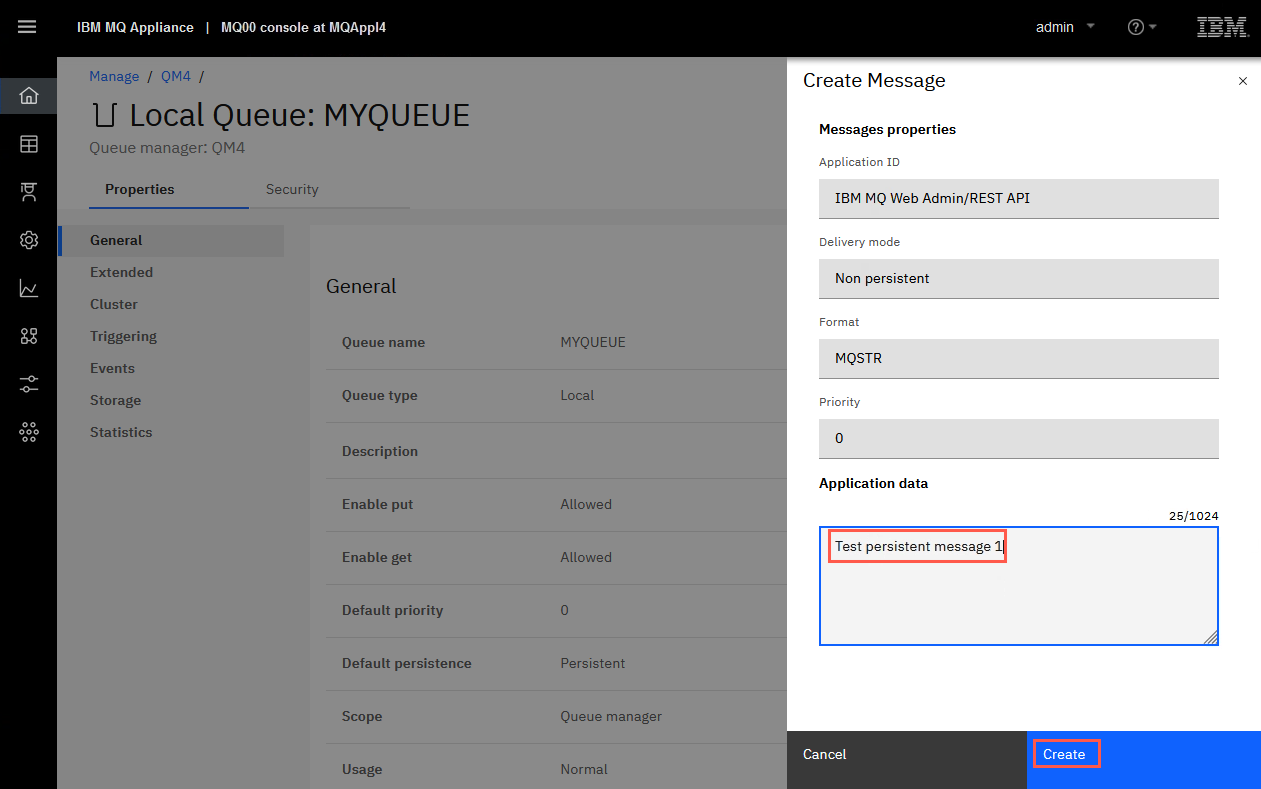 IBM MQ Appliance | MQ00 console at MQAppl4
admin
IBM
Manage / QM4 /
Local Queue: MYQUEUE
Queue manager: QM4
Properties
Security
General
Extended
Cluster
Triggering
Events
Storage
Statistics
General
Queue name MYQUEUE
Queue type Local
Description
Enable put Allowed
Enable get Allowed
Default priority 0
Default persistence Persistent
Scope Queue manager
Usage Normal
Create Message
Messages properties
Application ID
IBM MQ Web Admin/REST API
Delivery mode
Non persistent
Format
MQSTR
Priority
0
Application data
25/1024
Test persistent message 1
Cancel
Create